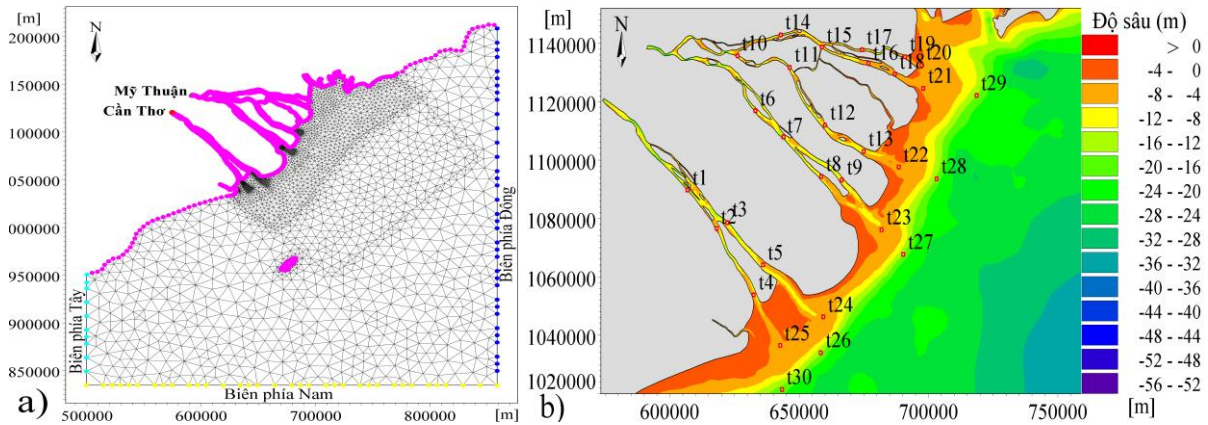 [m]
200000
N
150000
Mỹ Thuận
Cần Thơ
100000
050000
000000
950000
900000
850000
Biên phía Tây
Biên phía Đông
Biên phía Nam
a)
500000 600000 700000 800000 [m]
[m]
1140000
1120000
1100000
1080000
1060000
1040000
1020000
N
t14
t15
t17
t19
t10
t16
t20
t11
t18
t21
t29
t6
t12
t7
t13
t22
t28
t8
t9
t1
t3
t2
t23
t27
t5
t4
t24
t25
t26
t30
b)
600000 650000 700000 750000 [m]
Độ sâu (m)
> 0
-4 - 0
-8 - -4
-12 - -8
-16 - -12
-20 - -16
-24 - -20
-28 - -24
-32 - -28
-36 - -32
-40 - -36
-44 - -40
-48 - -44
-52 - -48
-56 - -52